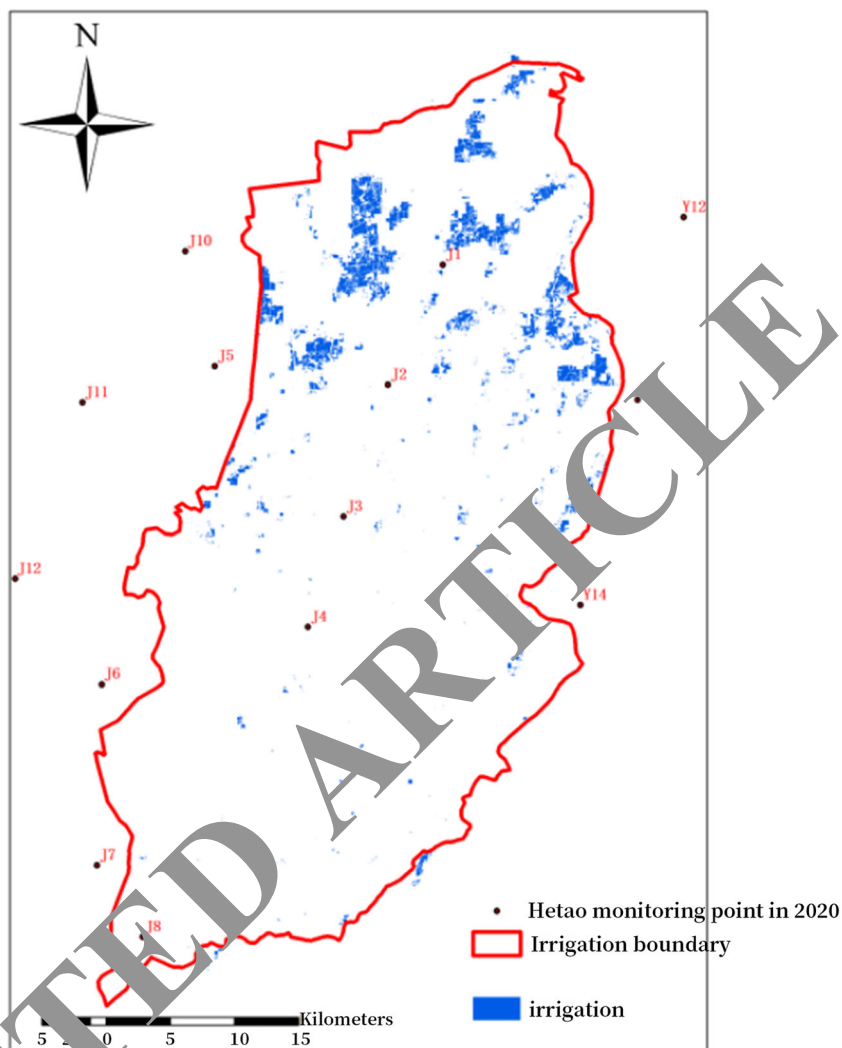 N
Y12
J10
J1
J5
J2
J11
J3
J12
Y14
J4
J6
J7
J8
TED ARTICLE
Hetao monitoring point in 2020
Irrigation boundary
irrigation
Kilometers
5 2 0 5 10 15